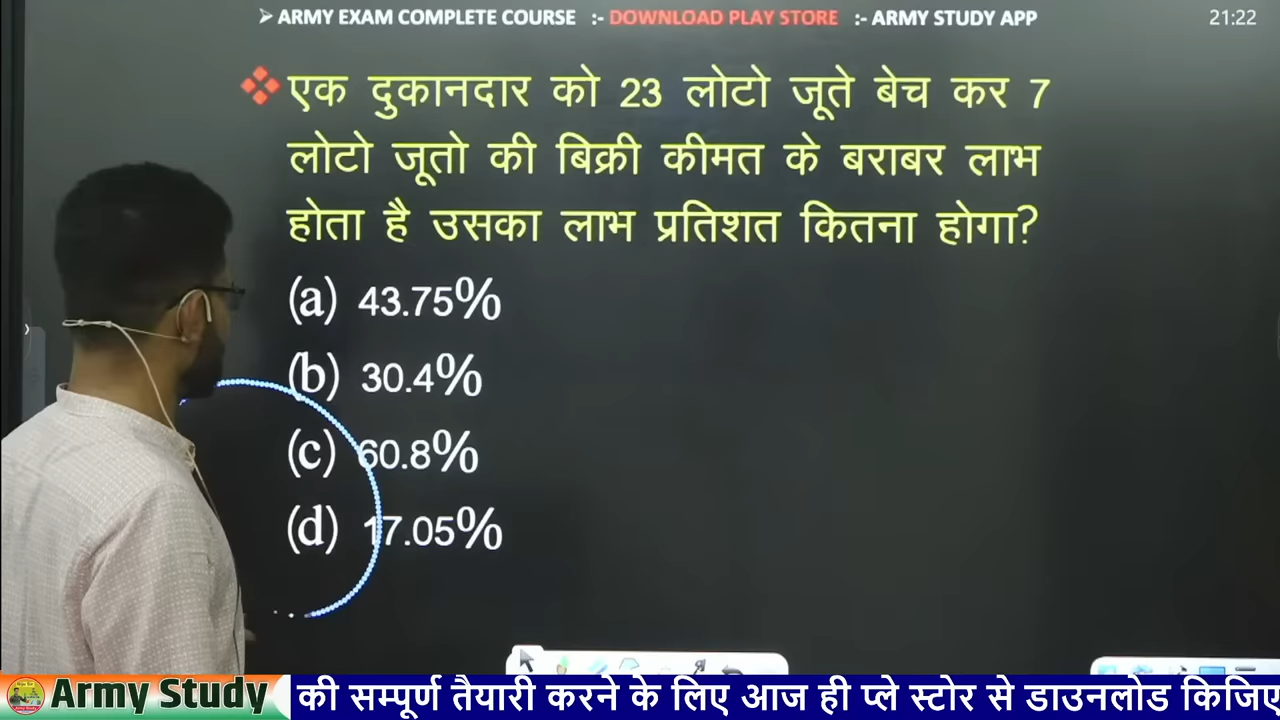 ➢ ARMY EXAM COMPLETE COURSE :- DOWNLOAD PLAY STORE :- ARMY STUDY APP
21:22
❖ एक दुकानदार को 23 लोटो जूते बेच कर 7
लोटो जूतो की बिक्री कीमत के बराबर लाभ
होता है उसका लाभ प्रतिशत कितना होगा?
(a) 43.75%
(b) 30.4%
(c) 60.8%
(d) 17.05%
Army Study की सम्पूर्ण तैयारी करने के लिए आज ही प्ले स्टोर से डाउनलोड किजिए